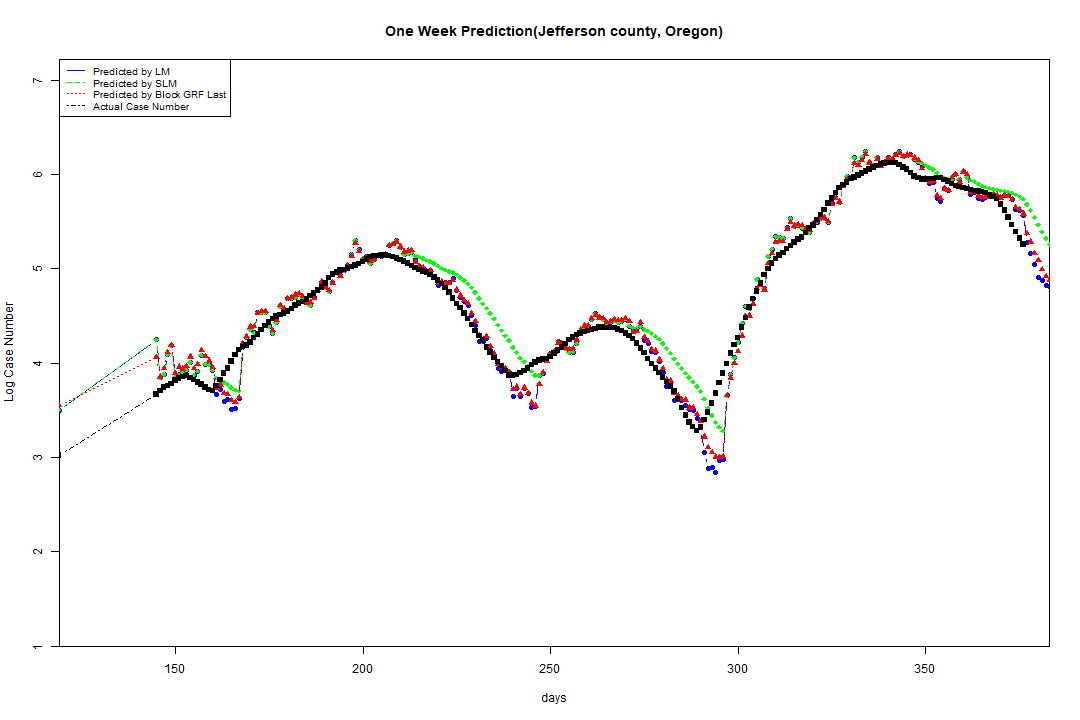 One Week Prediction(Jefferson county, Oregon)
Predicted by LM
Predicted by SLM
Predicted by Block GRF Last
Actual Case Number
7
6
5
4
3
2
1
Log Case Number
150 200 250 300 350
days